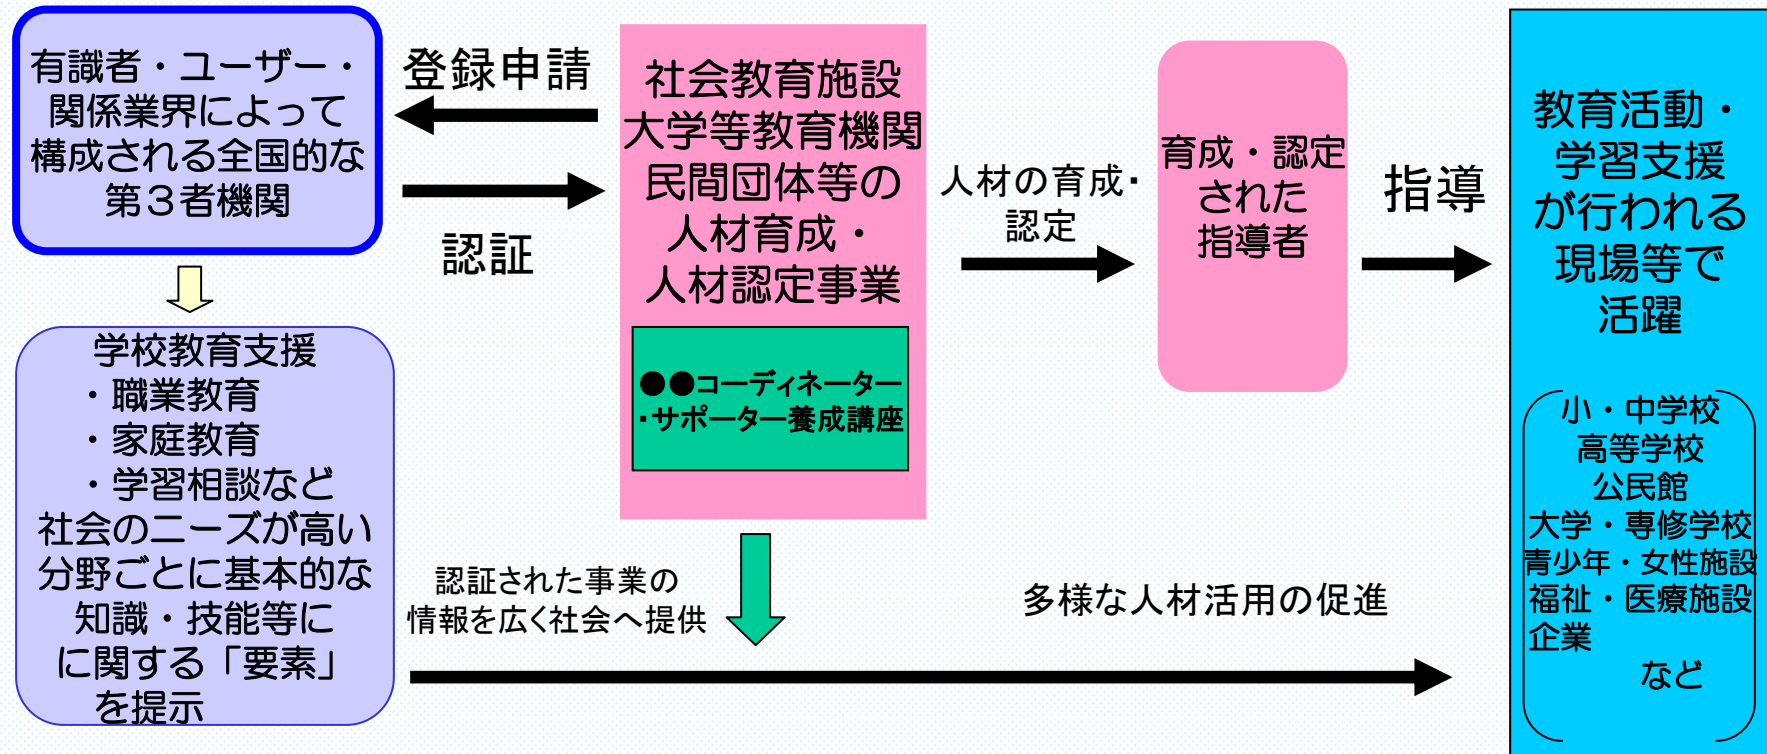 有識者・ユーザー・
関係業界によって
構成される全国的な
第３者機関
登録申請
認証
社会教育施設
大学等教育機関
民間団体等の
人材育成・
人材認定事業
●●コーディネーター
・サポーター養成講座
人材の育成・
認定
育成・認定
された
指導者
指導
教育活動・
学習支援
が行われる
現場等で
活躍
小・中学校
高等学校
公民館
大学・専修学校
青少年・女性施設
福祉・医療施設
企業
など
学校教育支援
・職業教育
・家庭教育
・学習相談など
社会のニーズが高い
分野ごとに基本的な
知識・技能等に
に関する「要素」
を提示
認証された事業の
情報を広く社会へ提供
多様な人材活用の促進